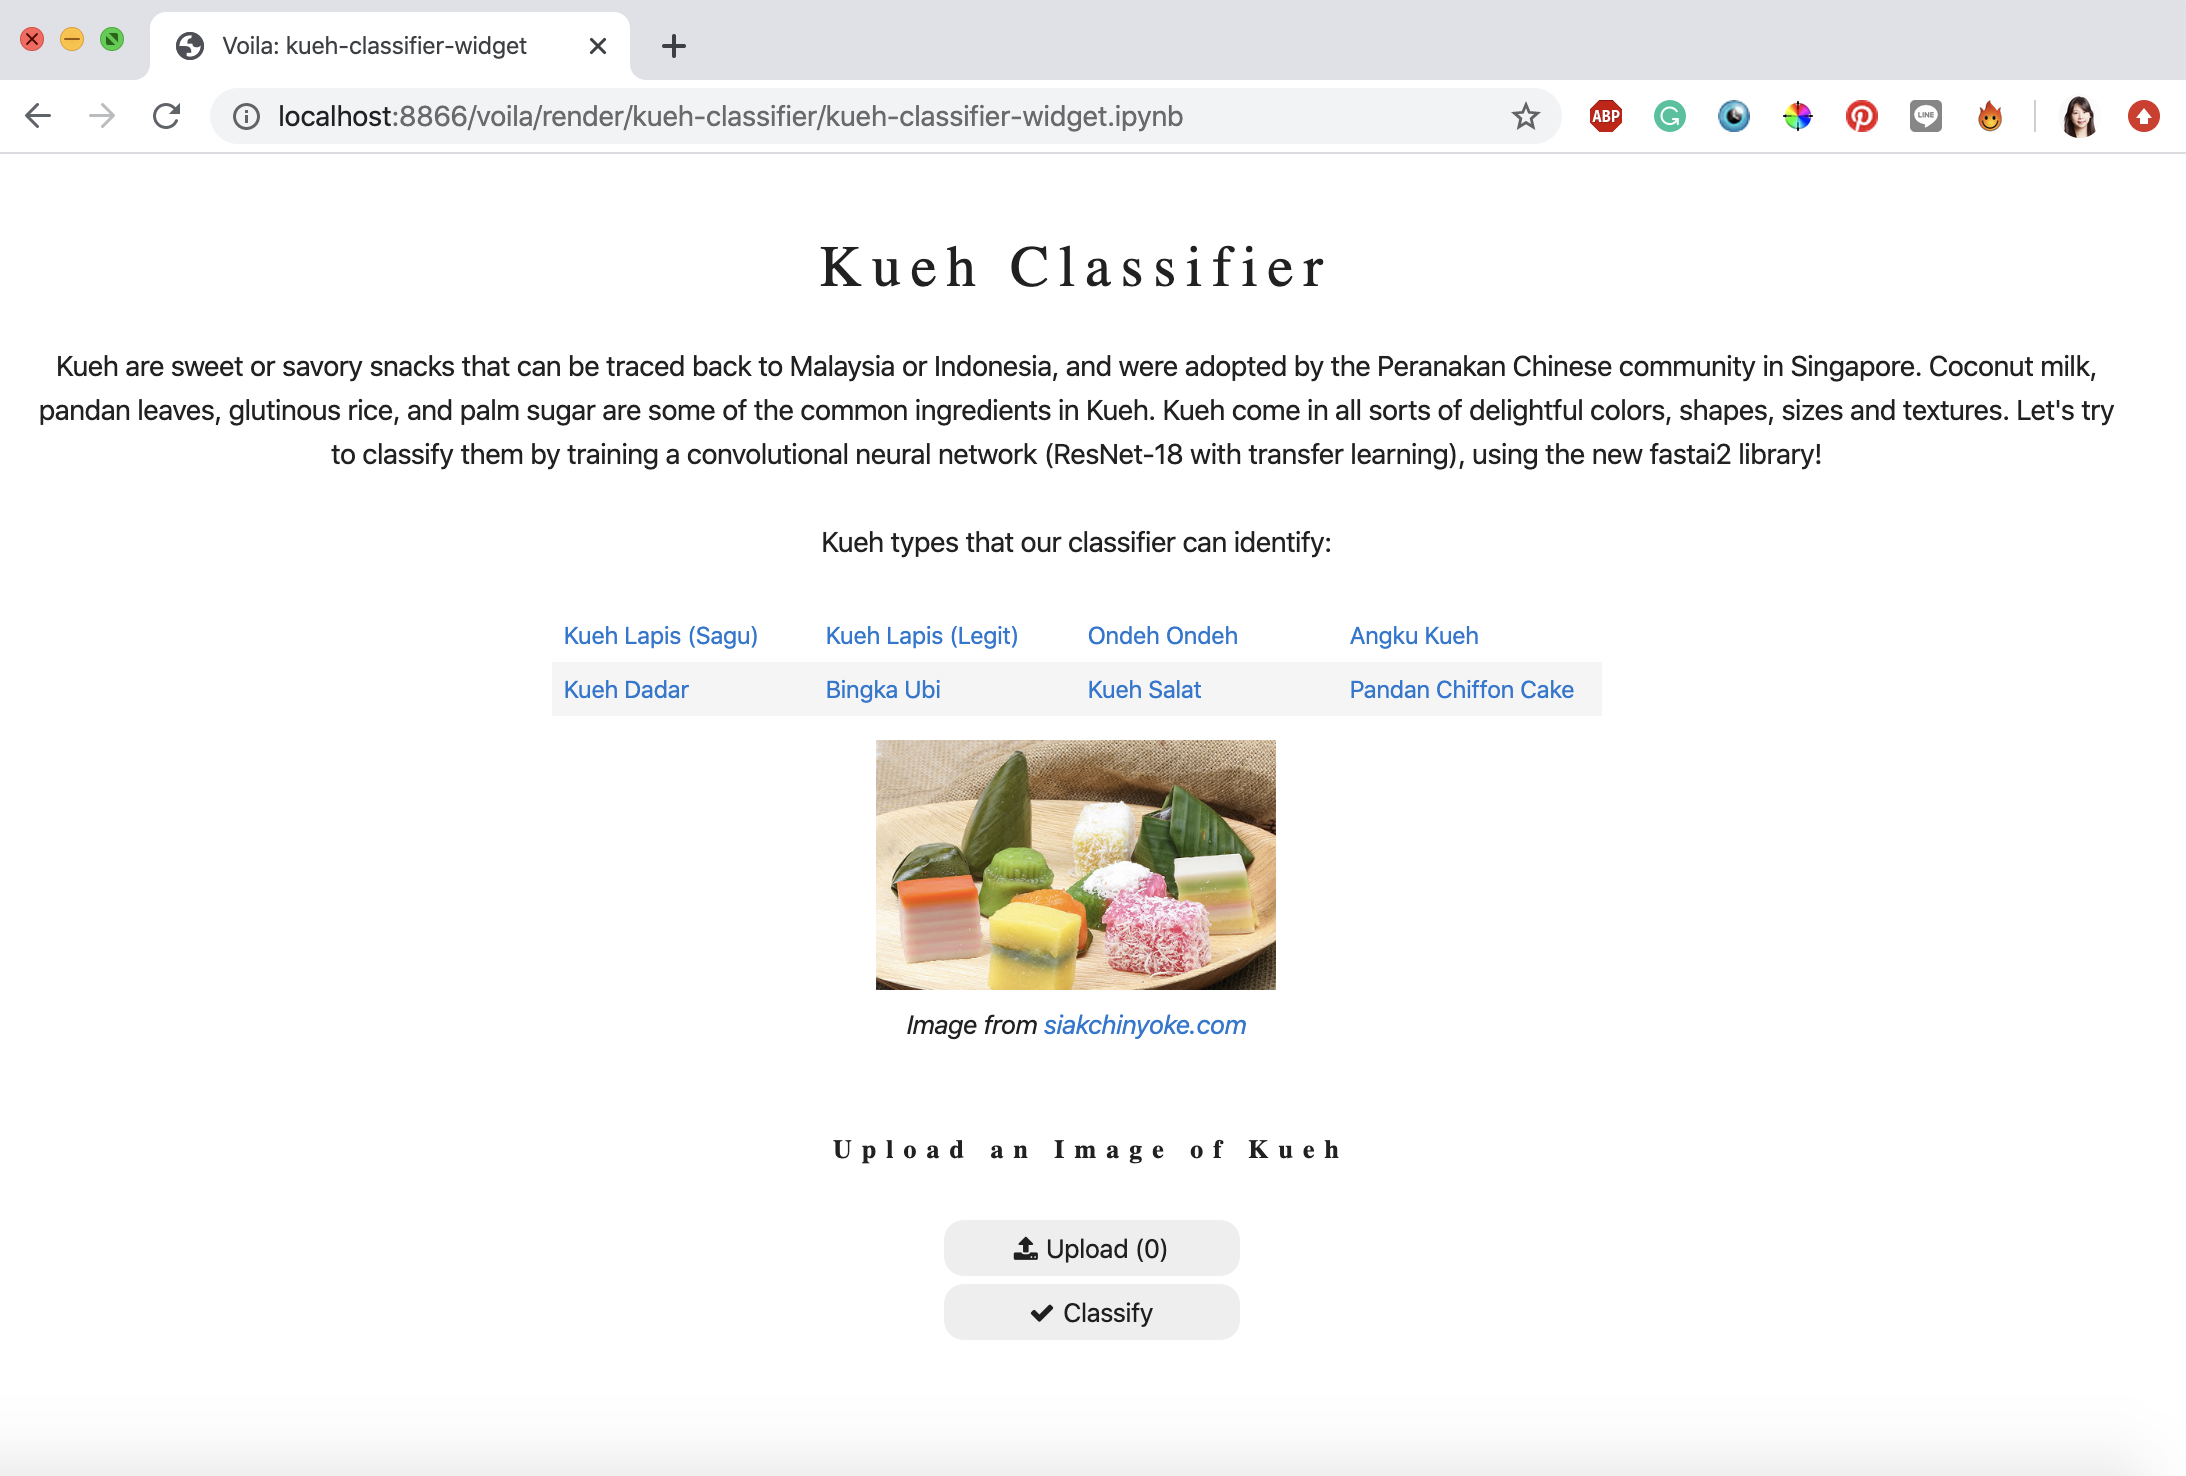 Voila: kueh-classifier-widget
localhost:8866/voila/render/kueh-classifier/kueh-classifier-widget.ipynb
ABP
LINE
Kueh Classifier
Kueh are sweet or savory snacks that can be traced back to Malaysia or Indonesia, and were adopted by the Peranakan Chinese community in Singapore. Coconut milk,
pandan leaves, glutinous rice, and palm sugar are some of the common ingredients in Kueh. Kueh come in all sorts of delightful colors, shapes, sizes and textures. Let's try
to classify them by training a convolutional neural network (ResNet-18 with transfer learning), using the new fastai2 library!
Kueh types that our classifier can identify:
Kueh Lapis (Sagu) Kueh Lapis (Legit) Ondeh Ondeh Angku Kueh
Kueh Dadar Bingka Ubi Kueh Salat Pandan Chiffon Cake
Image from siakchinyoke.com
Upload an Image of Kueh
Upload (0)
Classify